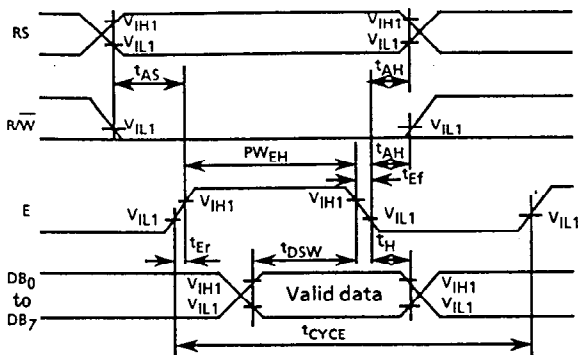 RS
VIH1
VIH1
VIL1
VIL1
tAS
tAH
R/W̅
VIL1
VIL1
PWEH
tAH
tEf
E
VIL1
VIH1
VIH1
VIL1
VIL1
tEr
tDSW
tH
DB0
to
DB7
VIH1
VIL1
Valid data
VIH1
VIL1
tCYCE